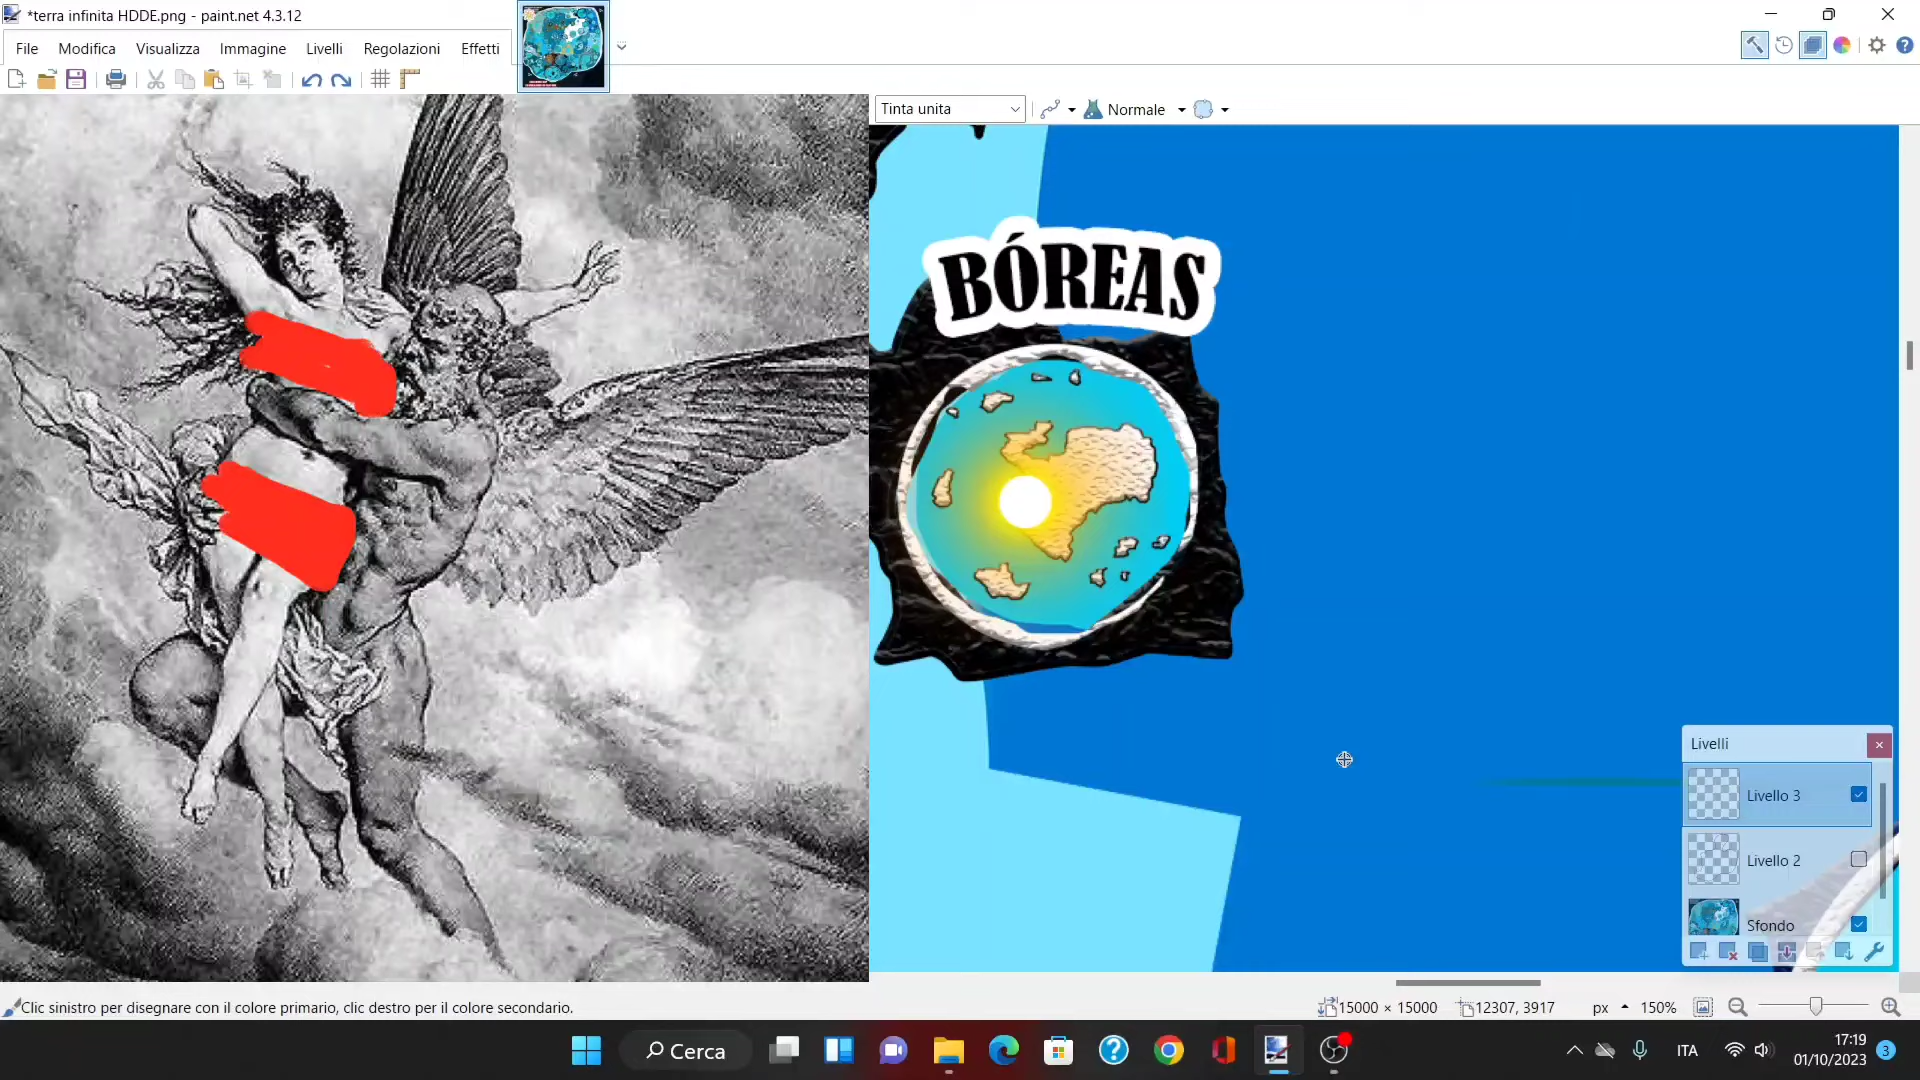 *terra infinita HDDE.png - paint.net 4.3.12
File Modifica Visualizza Immagine Livelli Regolazioni Effetti
Tinta unita Normale
BÓREAS
Livelli
Livello 3
Livello 2
Sfondo
Clic sinistro per disegnare con il colore primario, clic destro per il colore secondario.
15000 × 15000 12307, 3917 px 150%
Cerca
ITA 17:19
01/10/2023 3